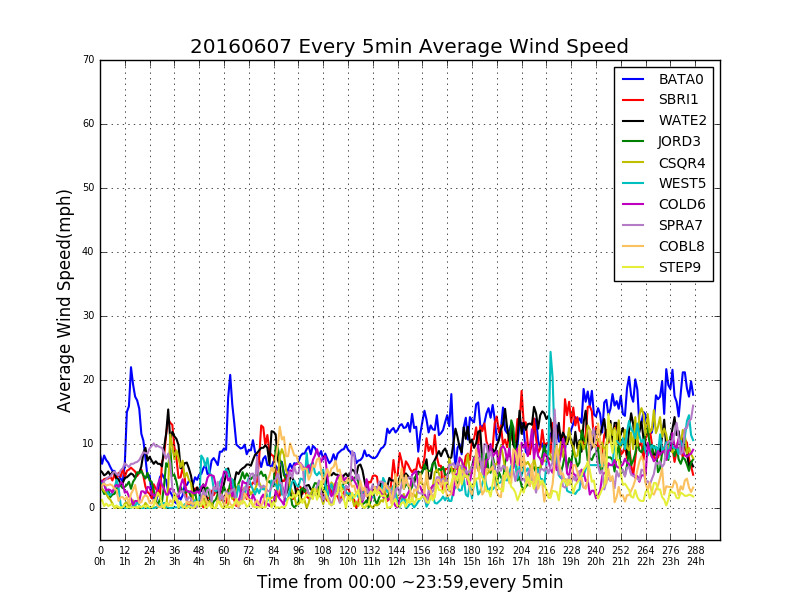 20160607 Every 5min Average Wind Speed
70
60
50
40
30
20
10
0
Average Wind Speed(mph)
BATA0
SBRI1
WATE2
JORD3
CSQR4
WEST5
COLD6
SPRA7
COBL8
STEP9
0 12 24 36 48 60 72 84 96 108 120 132 144 156 168 180 192 204 216 228 240 252 264 276 288
0h 1h 2h 3h 4h 5h 6h 7h 8h 9h 10h 11h 12h 13h 14h 15h 16h 17h 18h 19h 20h 21h 22h 23h 24h
Time from 00:00 ~23:59,every 5min